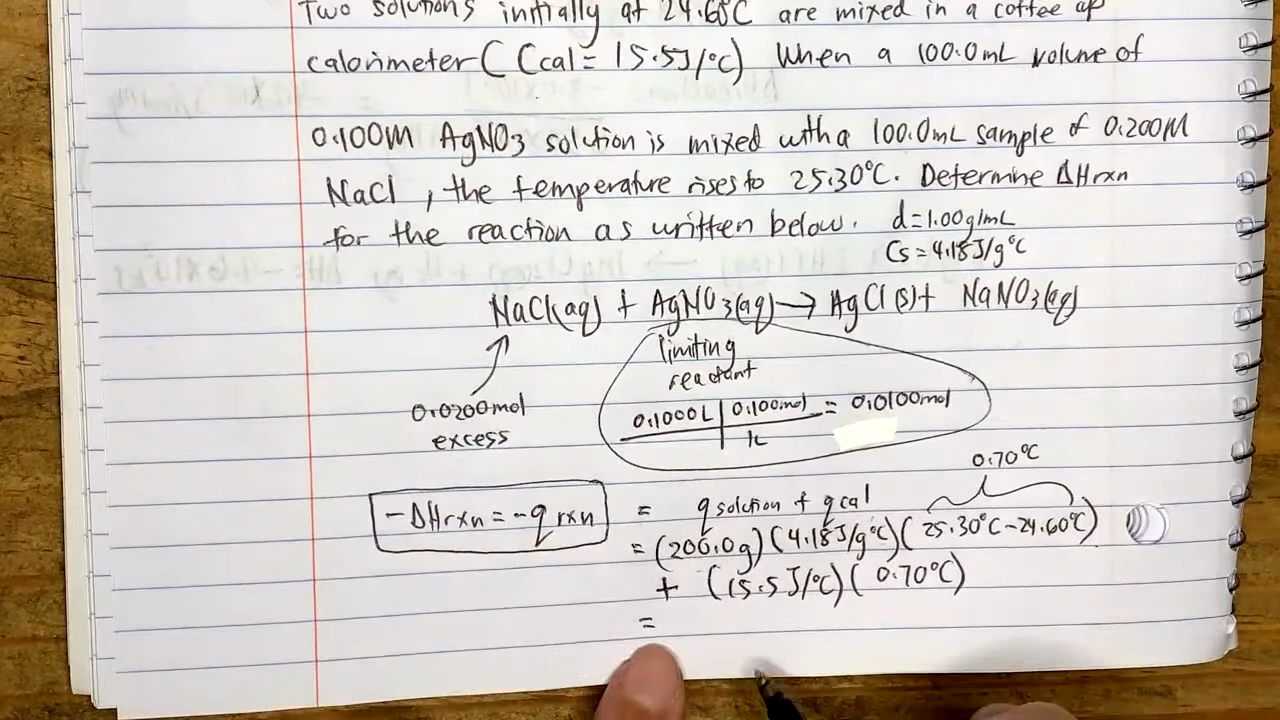 Two solutions initially at 24.60°C are mixed in a coffee cup
calorimeter (Ccal = 15.5J/°C) When a 100.0mL volume of
0.100M AgNO3 solution is mixed with a 100.0mL sample of 0.200M
NaCl, the temperature rises to 25.30°C. Determine ΔHrxn
for the reaction as written below. d=1.00g/mL
Cs = 4.18J/g°C
NaCl(aq) + AgNO3(aq) → AgCl(s) + NaNO3(aq)
limiting
reactant
0.0200mol
excess
0.1000L | 0.100mol = 0.0100mol
1L
0.70°C
-ΔHrxn = -qrxn = qsolution + qcal
= (200.0g)(4.18J/g°C)(25.30°C-24.60°C)
+ (15.5J/°C)(0.70°C)
=